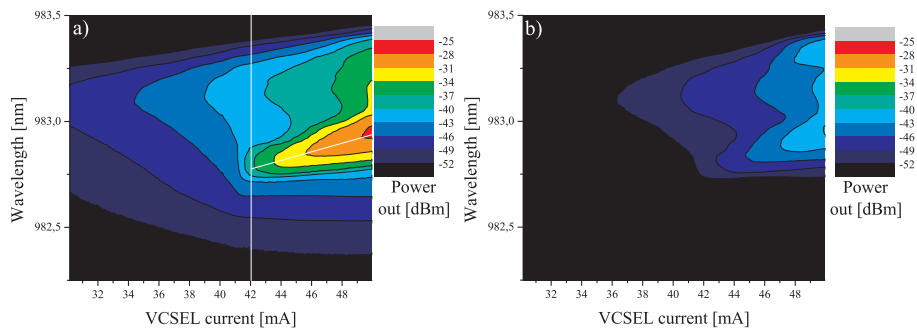 a)
983,5
983,0
982,5
Wavelength [nm]
30 32 34 36 38 40 42 44 46 48
VCSEL current [mA]
-25
-28
-31
-34
-37
-40
-43
-46
-49
-52
Power
out [dBm]
b)
983,5
983,0
982,5
Wavelength [nm]
32 34 36 38 40 42 44 46 48
VCSEL current [mA]
-25
-28
-31
-34
-37
-40
-43
-46
-49
-52
Power
out [dBm]